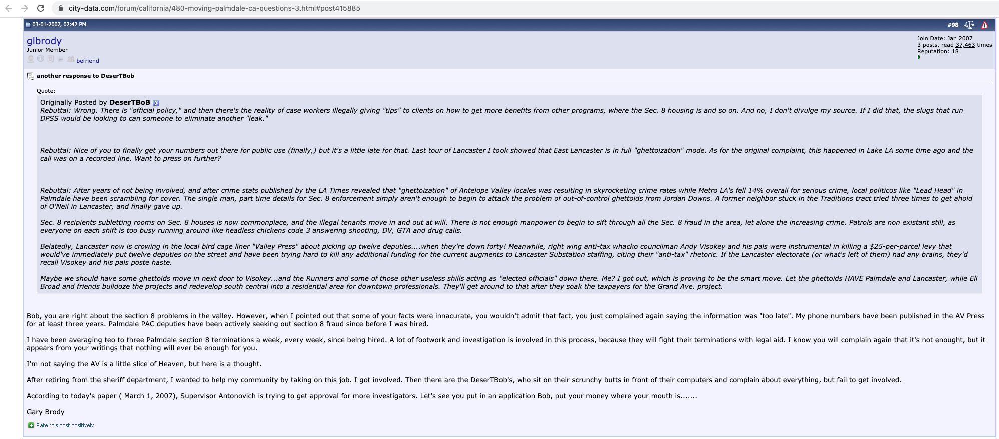 city-data.com/forum/california/480-moving-palmdale-ca-questions-3.html#post415885
03-01-2007, 02:42 PM
#98
glbrody
Junior Member
befriend
Join Date: Jan 2007
3 posts, read 37,463 times
Reputation: 18
another response to DeserTBob
Quote:
Originally Posted by DeserTBoB
Rebuttal: Wrong. There is "official policy," and then there's the reality of case workers illegally giving "tips" to clients on how to get more benefits from other programs, where the Sec. 8 housing is and so on. And no, I don't divulge my source. If I did that, the slugs that run
DPSS would be looking to can someone to eliminate another "leak."
Rebuttal: Nice of you to finally get your numbers out there for public use (finally,) but it's a little late for that. Last tour of Lancaster I took showed that East Lancaster is in full "ghettoization" mode. As for the original complaint, this happened in Lake LA some time ago and the
call was on a recorded line. Want to press on further?
Rebuttal: After years of not being involved, and after crime stats published by the LA Times revealed that "ghettoization" of Antelope Valley locales was resulting in skyrocketing crime rates while Metro LA's fell 14% overall for serious crime, local politicos like "Lead Head" in
Palmdale have been scrambling for cover. The single man, part time details for Sec. 8 enforcement simply aren't enough to begin to attack the problem of out-of-control ghettoids from Jordan Downs. A former neighbor stuck in the Traditions tract tried three times to get ahold
of O'Neil in Lancaster, and finally gave up.
Sec. 8 recipients subletting rooms on Sec. 8 houses is now commonplace, and the illegal tenants move in and out at will. There is not enough manpower to begin to sift through all the Sec. 8 fraud in the area, let alone the increasing crime. Patrols are non existant still, as
everyone on each shift is too busy running around like headless chickens code 3 answering shooting, DV, GTA and drug calls.
Belatedly, Lancaster now is crowing in the local bird cage liner "Valley Press" about picking up twelve deputies....when they're down forty! Meanwhile, right wing anti-tax whacko councilman Andy Visokey and his pals were instrumental in killing a $25-per-parcel levy that
would've immediately put twelve deputies on the street and have been trying hard to kill any additional funding for the current augments to Lancaster Substation staffing, citing their "anti-tax" rhetoric. If the Lancaster electorate (or what's left of them) had any brains, they'd
recall Visokey and his pals poste haste.
Maybe we should have some ghettoids move in next door to Visokey...and the Runners and some of those other useless shills acting as "elected officials" down there. Me? I got out, which is proving to be the smart move. Let the ghettoids HAVE Palmdale and Lancaster, while Eli
Broad and friends bulldoze the projects and redevelop south central into a residential area for downtown professionals. They'll get around to that after they soak the taxpayers for the Grand Ave. project.
Bob, you are right about the section 8 problems in the valley. However, when I pointed out that some of your facts were innacurate, you wouldn't admit that fact, you just complained again saying the information was "too late". My phone numbers have been published in the AV Press
for at least three years. Palmdale PAC deputies have been actively seeking out section 8 fraud since before I was hired.
I have been averaging teo to three Palmdale section 8 terminations a week, every week, since being hired. A lot of footwork and investigation is involved in this process, because they will fight their terminations with legal aid. I know you will complain again that it's not enought, but it
appears from your writings that nothing will ever be enough for you.
I'm not saying the AV is a little slice of Heaven, but here is a thought.
After retiring from the sheriff department, I wanted to help my community by taking on this job. I got involved. Then there are the DeserTBob's, who sit on their scrunchy butts in front of their computers and complain about everything, but fail to get involved.
According to today's paper ( March 1, 2007), Supervisor Antonovich is trying to get approval for more investigators. Let's see you put in an application Bob, put your money where your mouth is.......
Gary Brody
Rate this post positively